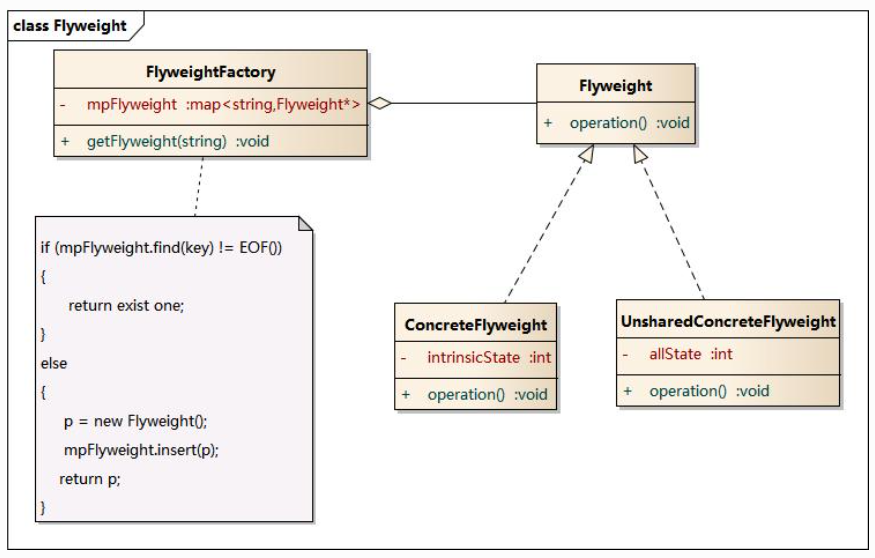 class Flyweight
FlyweightFactory
- mpFlyweight :map<string,Flyweight*>
+ getFlyweight(string) :void
Flyweight
+ operation() :void
if (mpFlyweight.find(key) != EOF())
{
return exist one;
}
else
{
p = new Flyweight();
mpFlyweight.insert(p);
return p;
}
ConcreteFlyweight
- intrinsicState :int
+ operation() :void
UnsharedConcreteFlyweight
- allState :int
+ operation() :void